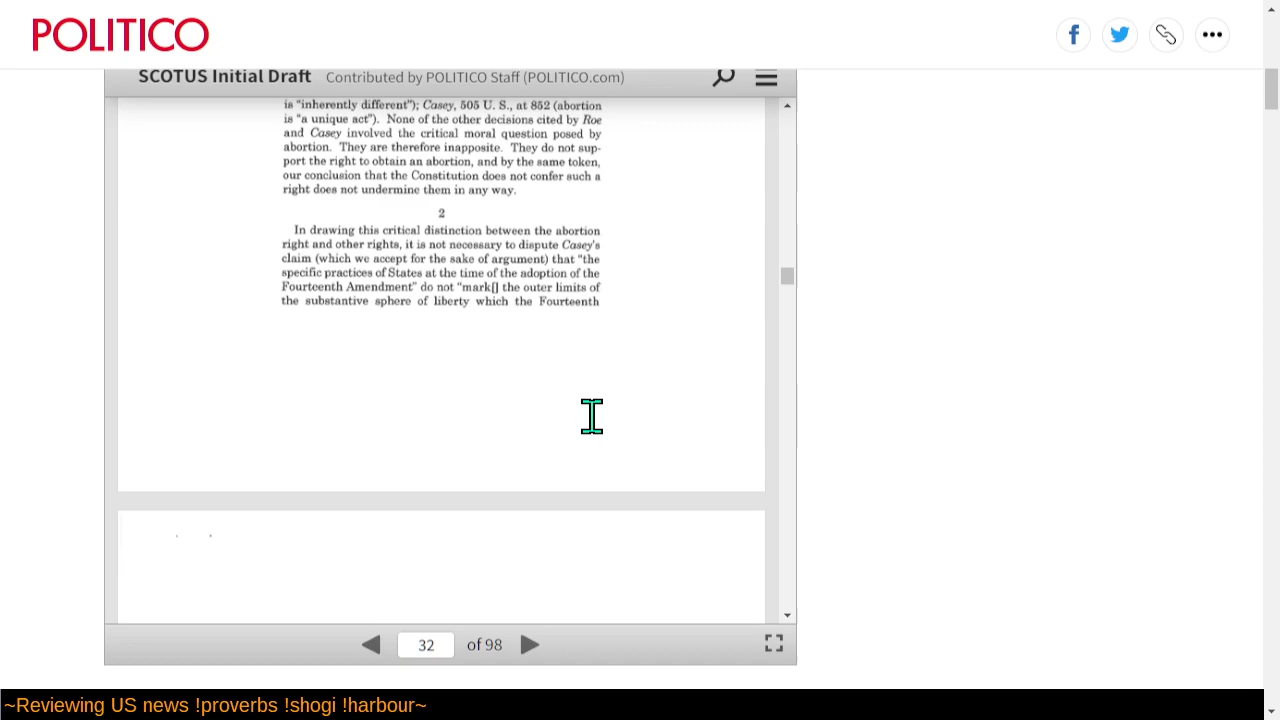 POLITICO
SCOTUS Initial Draft Contributed by POLITICO Staff (POLITICO.com)
is "inherently different"); Casey, 505 U. S., at 852 (abortion
is "a unique act"). None of the other decisions cited by Roe
and Casey involved the critical moral question posed by
abortion. They are therefore inapposite. They do not sup-
port the right to obtain an abortion, and by the same token,
our conclusion that the Constitution does not confer such a
right does not undermine them in any way.
2
In drawing this critical distinction between the abortion
right and other rights, it is not necessary to dispute Casey's
claim (which we accept for the sake of argument) that "the
specific practices of States at the time of the adoption of the
Fourteenth Amendment" do not "mark[] the outer limits of
the substantive sphere of liberty which the Fourteenth
32 of 98
~Reviewing US news !proverbs !shogi !harbour~